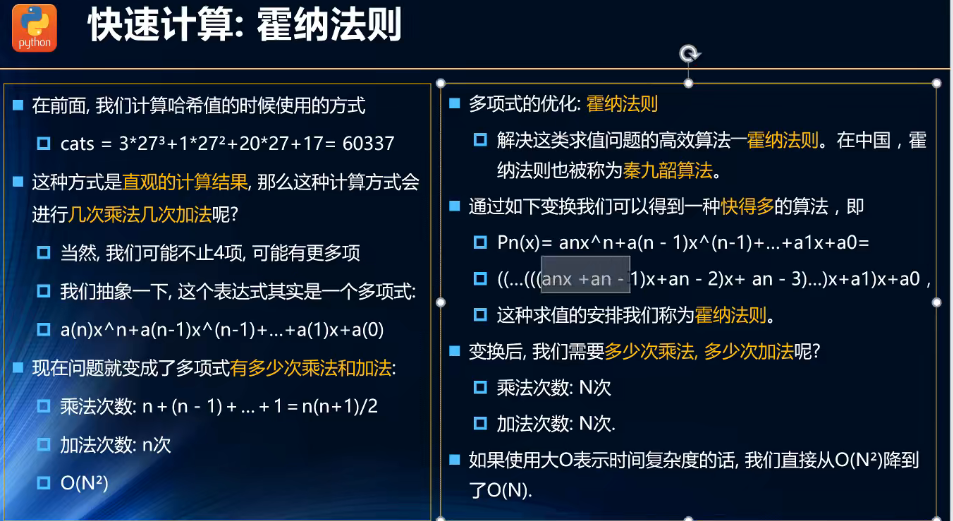 python
快速计算: 霍纳法则
在前面, 我们计算哈希值的时候使用的方式
cats = 3*27³+1*27²+20*27+17= 60337
这种方式是直观的计算结果, 那么这种计算方式会
进行几次乘法几次加法呢?
当然, 我们可能不止4项, 可能有更多项
我们抽象一下, 这个表达式其实是一个多项式:
a(n)x^n+a(n-1)x^(n-1)+...+a(1)x+a(0)
现在问题就变成了多项式有多少次乘法和加法:
乘法次数: n＋(n－1)＋…＋1＝n(n+1)/2
加法次数: n次
O(N²)
多项式的优化: 霍纳法则
解决这类求值问题的高效算法一霍纳法则。在中国，霍
纳法则也被称为秦九韶算法。
通过如下变换我们可以得到一种快得多的算法，即
Pn(x)= anx^n+a(n－1)x^(n-1)+…+a1x+a0=
((…(((anx +an－1)x+an－2)x+ an－3)…)x+a1)x+a0，
这种求值的安排我们称为霍纳法则。
变换后, 我们需要多少次乘法, 多少次加法呢?
乘法次数: N次
加法次数: N次.
如果使用大O表示时间复杂度的话, 我们直接从O(N²)降到
了O(N).